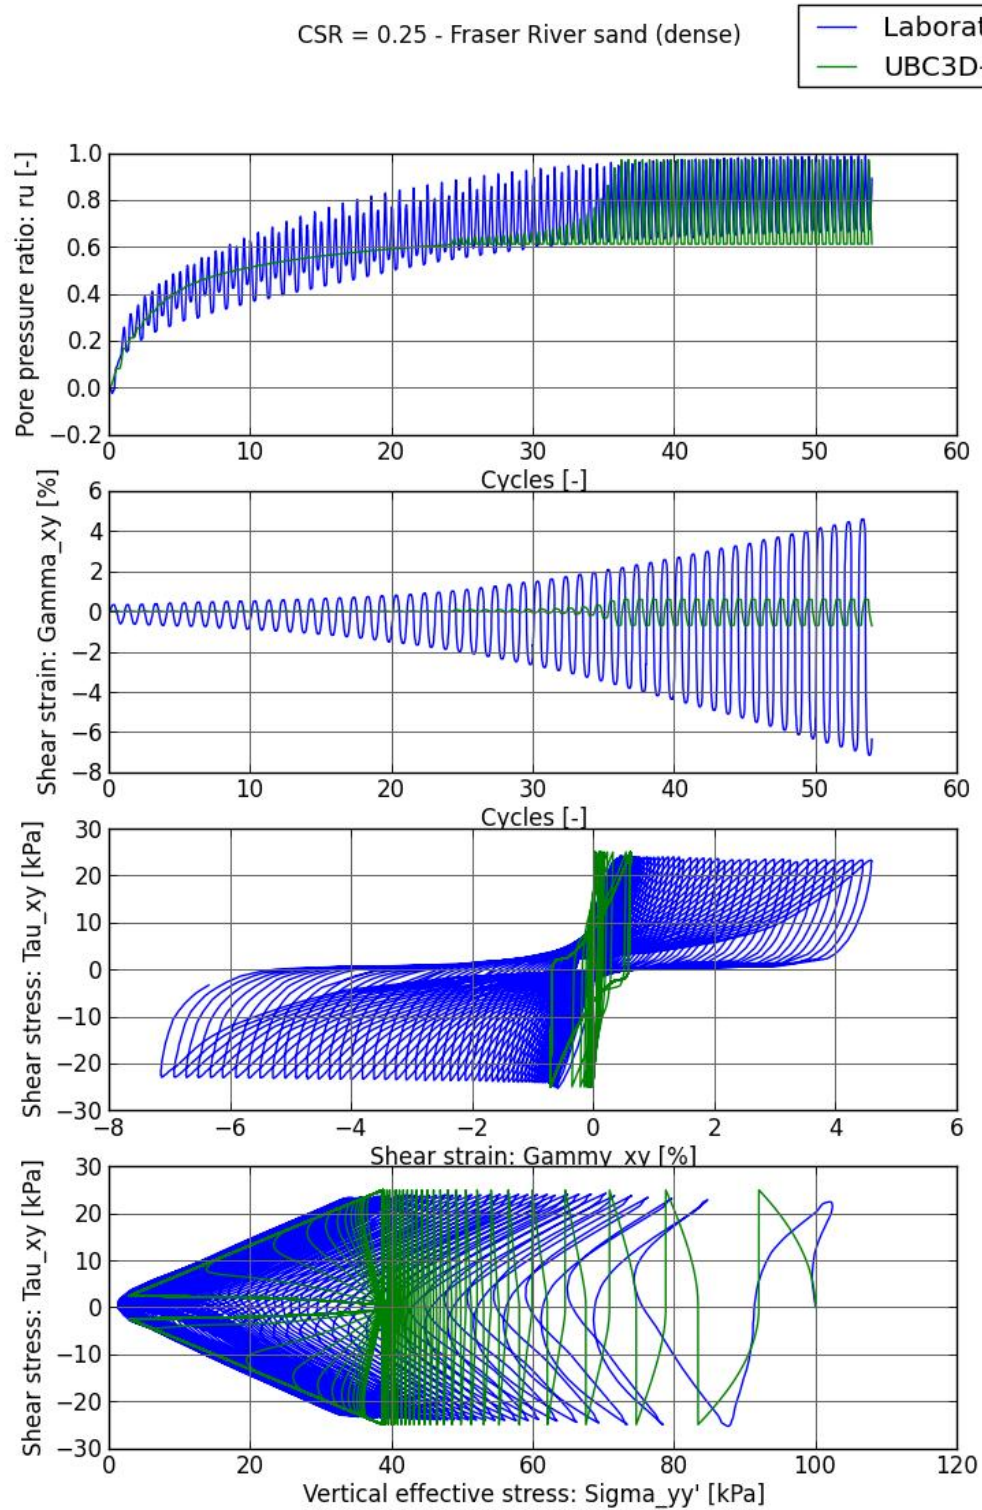 CSR = 0.25 - Fraser River sand (dense)
Laborat
UBC3D-
Pore pressure ratio: ru [-]
1.0
0.8
0.6
0.4
0.2
0.0
−0.2
0 10 20 30 40 50 60
Cycles [-]
Shear strain: Gamma_xy [%]
6
4
2
0
−2
−4
−6
−8
0 10 20 30 40 50 60
Cycles [-]
Shear stress: Tau_xy [kPa]
30
20
10
0
−10
−20
−30
−8 −6 −4 −2 0 2 4 6
Shear strain: Gammy_xy [%]
Shear stress: Tau_xy [kPa]
30
20
10
0
−10
−20
−30
0 20 40 60 80 100 120
Vertical effective stress: Sigma_yy' [kPa]